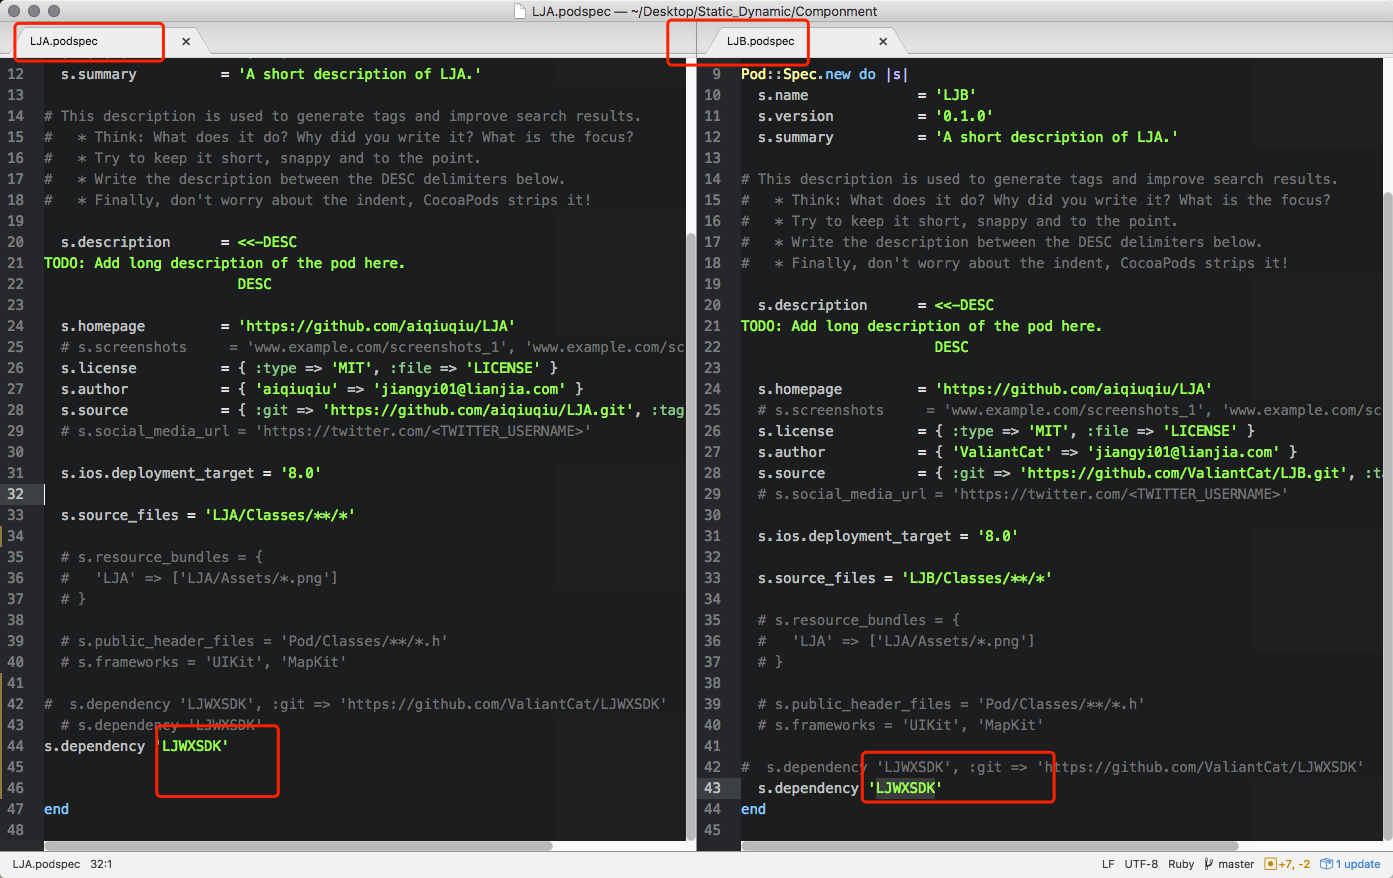 LJA.podspec — ~/Desktop/Static_Dynamic/Componment
LJA.podspec
12 s.summary = 'A short description of LJA.'
13
14 # This description is used to generate tags and improve search results.
15 # * Think: What does it do? Why did you write it? What is the focus?
16 # * Try to keep it short, snappy and to the point.
17 # * Write the description between the DESC delimiters below.
18 # * Finally, don't worry about the indent, CocoaPods strips it!
19
20 s.description = <<-DESC
21 TODO: Add long description of the pod here.
22 DESC
23
24 s.homepage = 'https://github.com/aiqiuqiu/LJA'
25 # s.screenshots = 'www.example.com/screenshots_1', 'www.example.com/sc
26 s.license = { :type => 'MIT', :file => 'LICENSE' }
27 s.author = { 'aiqiuqiu' => 'jiangyi01@lianjia.com' }
28 s.source = { :git => 'https://github.com/aiqiuqiu/LJA.git', :tag
29 # s.social_media_url = 'https://twitter.com/<TWITTER_USERNAME>'
30
31 s.ios.deployment_target = '8.0'
32
33 s.source_files = 'LJA/Classes/**/*'
34
35 # s.resource_bundles = {
36 # 'LJA' => ['LJA/Assets/*.png']
37 # }
38
39 # s.public_header_files = 'Pod/Classes/**/*.h'
40 # s.frameworks = 'UIKit', 'MapKit'
41
42 # s.dependency 'LJWXSDK', :git => 'https://github.com/ValiantCat/LJWXSDK'
43 # s.dependency 'LJWXSDK'
44 s.dependency 'LJWXSDK'
45
46
47 end
48
LJB.podspec
9 Pod::Spec.new do |s|
10 s.name = 'LJB'
11 s.version = '0.1.0'
12 s.summary = 'A short description of LJA.'
13
14 # This description is used to generate tags and improve search results.
15 # * Think: What does it do? Why did you write it? What is the focus?
16 # * Try to keep it short, snappy and to the point.
17 # * Write the description between the DESC delimiters below.
18 # * Finally, don't worry about the indent, CocoaPods strips it!
19
20 s.description = <<-DESC
21 TODO: Add long description of the pod here.
22 DESC
23
24 s.homepage = 'https://github.com/aiqiuqiu/LJA'
25 # s.screenshots = 'www.example.com/screenshots_1', 'www.example.com/sc
26 s.license = { :type => 'MIT', :file => 'LICENSE' }
27 s.author = { 'ValiantCat' => 'jiangyi01@lianjia.com' }
28 s.source = { :git => 'https://github.com/ValiantCat/LJB.git', :ta
29 # s.social_media_url = 'https://twitter.com/<TWITTER_USERNAME>'
30
31 s.ios.deployment_target = '8.0'
32
33 s.source_files = 'LJB/Classes/**/*'
34
35 # s.resource_bundles = {
36 # 'LJA' => ['LJA/Assets/*.png']
37 # }
38
39 # s.public_header_files = 'Pod/Classes/**/*.h'
40 # s.frameworks = 'UIKit', 'MapKit'
41
42 # s.dependency 'LJWXSDK', :git => 'https://github.com/ValiantCat/LJWXSDK'
43 s.dependency 'LJWXSDK'
44 end
45
LJA.podspec 32:1 LF UTF-8 Ruby master +7, -2 1 update